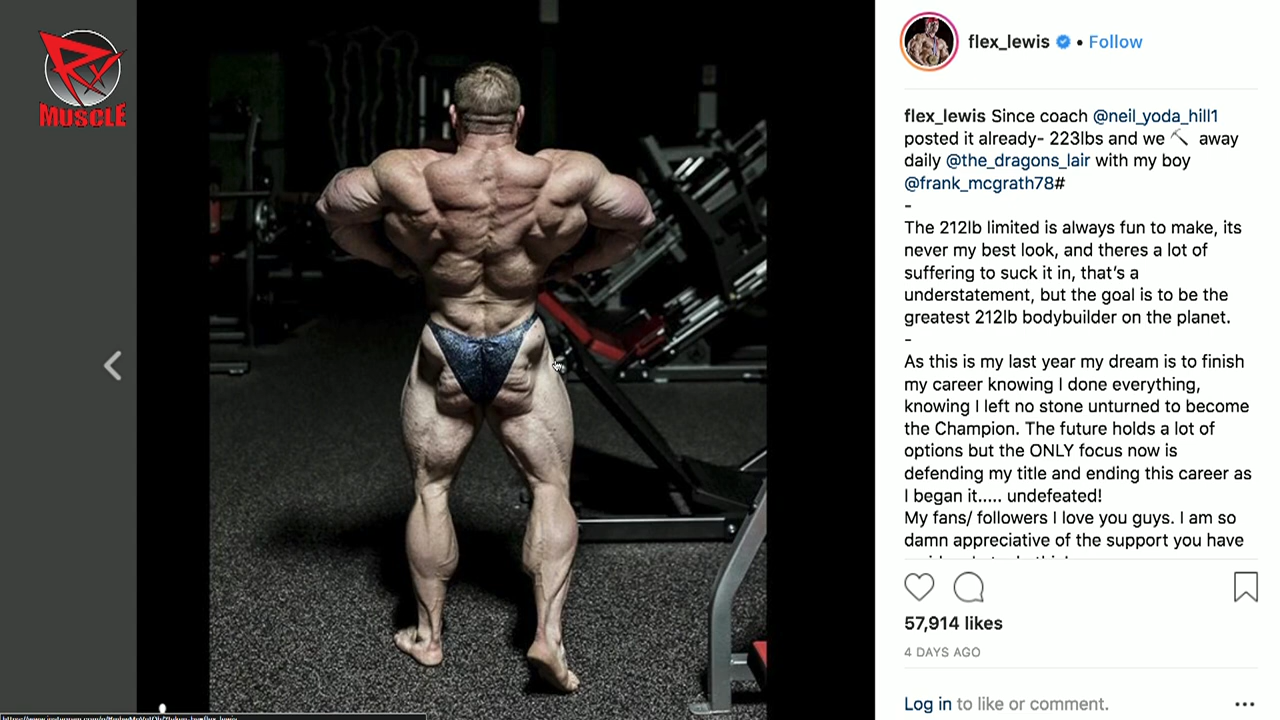 RX
MUSCLE
flex_lewis • Follow
flex_lewis Since coach @neil_yoda_hill1
posted it already- 223lbs and we ⛏ away
daily @the_dragons_lair with my boy
@frank_mcgrath78#
-
The 212lb limited is always fun to make, its
never my best look, and theres a lot of
suffering to suck it in, that's a
understatement, but the goal is to be the
greatest 212lb bodybuilder on the planet.
-
As this is my last year my dream is to finish
my career knowing I done everything,
knowing I left no stone unturned to become
the Champion. The future holds a lot of
options but the ONLY focus now is
defending my title and ending this career as
I began it..... undefeated!
My fans/ followers I love you guys. I am so
damn appreciative of the support you have
57,914 likes
4 DAYS AGO
Log in to like or comment.